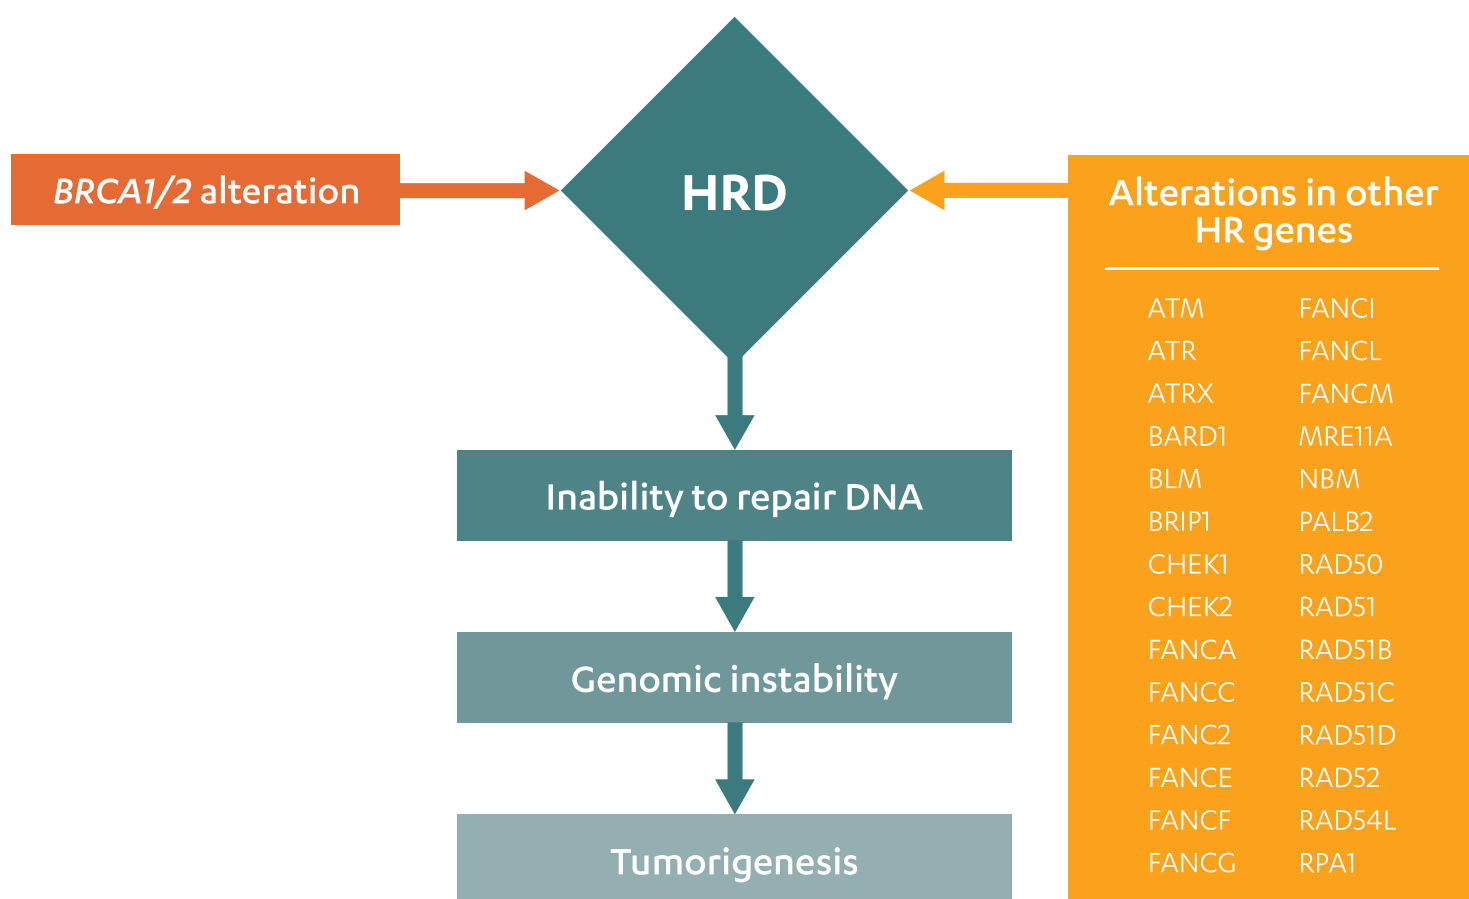 BRCA1/2 alteration
HRD
Inability to repair DNA
Genomic instability
Tumorigenesis
Alterations in other
HR genes
ATM
ATR
ATRX
BARD1
BLM
BRIP1
CHEK1
CHEK2
FANCA
FANCC
FANC2
FANCE
FANCF
FANCG
FANCI
FANCL
FANCM
MRE11A
NBM
PALB2
RAD50
RAD51
RAD51B
RAD51C
RAD51D
RAD52
RAD54L
RPA1